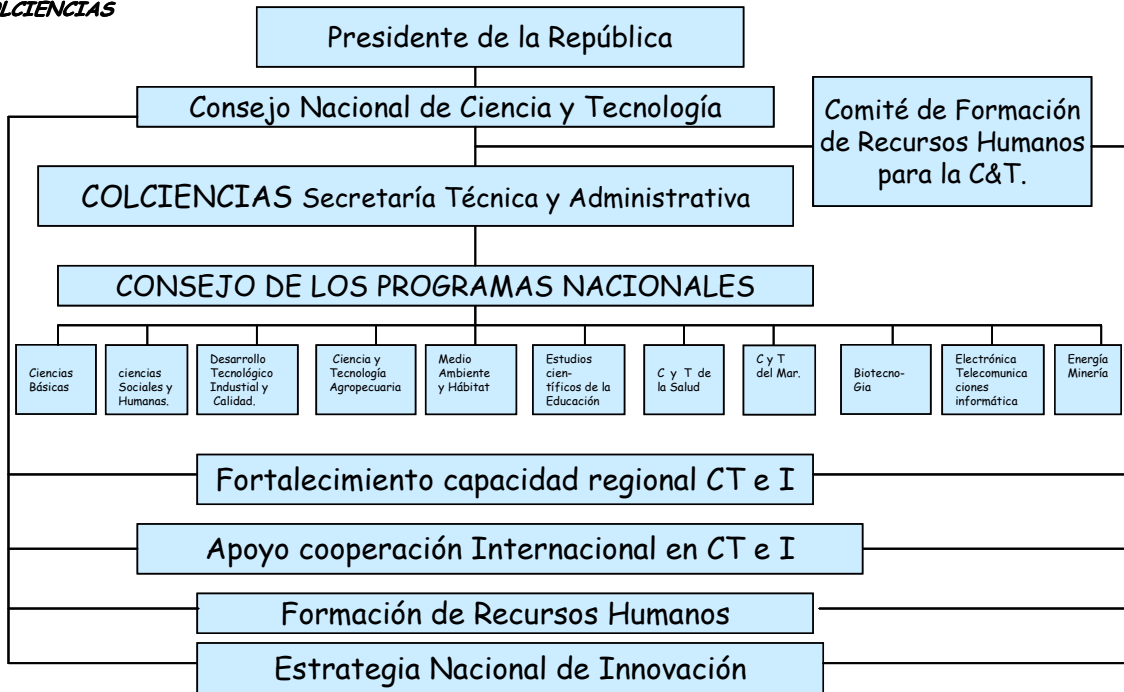 Presidente de la República
Consejo Nacional de Ciencia y Tecnología
Comité de Formación
de Recursos Humanos
para la C&T.
COLCIENCIAS Secretaría Técnica y Administrativa
CONSEJO DE LOS PROGRAMAS NACIONALES
Ciencias
Básicas
ciencias
Sociales y
Humanas.
Desarrollo
Tecnológico
Industial y
Calidad.
Ciencia y
Tecnología
Agropecuaria
Medio
Ambiente
y Hábitat
Estudios
cien-
tíficos de la
Educación
C y T de
la Salud
C y T
del Mar.
Biotecno-
Gia
Electrónica
Telecomunica
ciones
informática
Energía
Minería
Fortalecimiento capacidad regional CT e I
Apoyo cooperación Internacional en CT e I
Formación de Recursos Humanos
Estrategia Nacional de Innovación